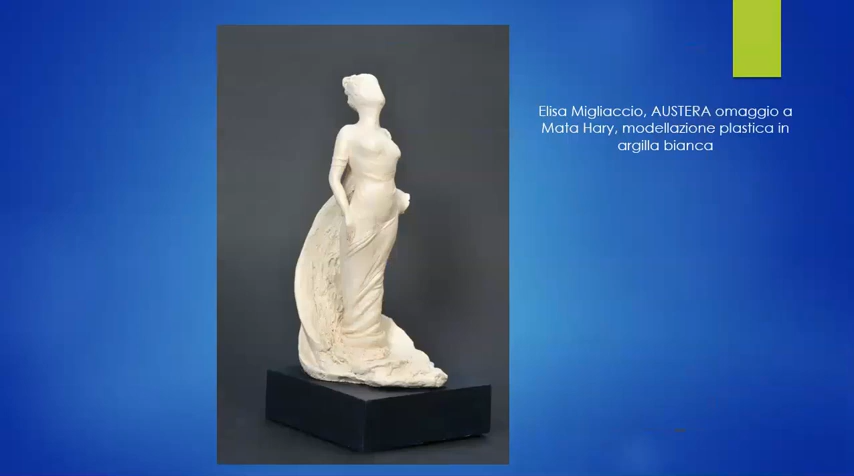 Elisa Migliaccio, AUSTERA omaggio a
Mata Hary, modellazione plastica in
argilla bianca